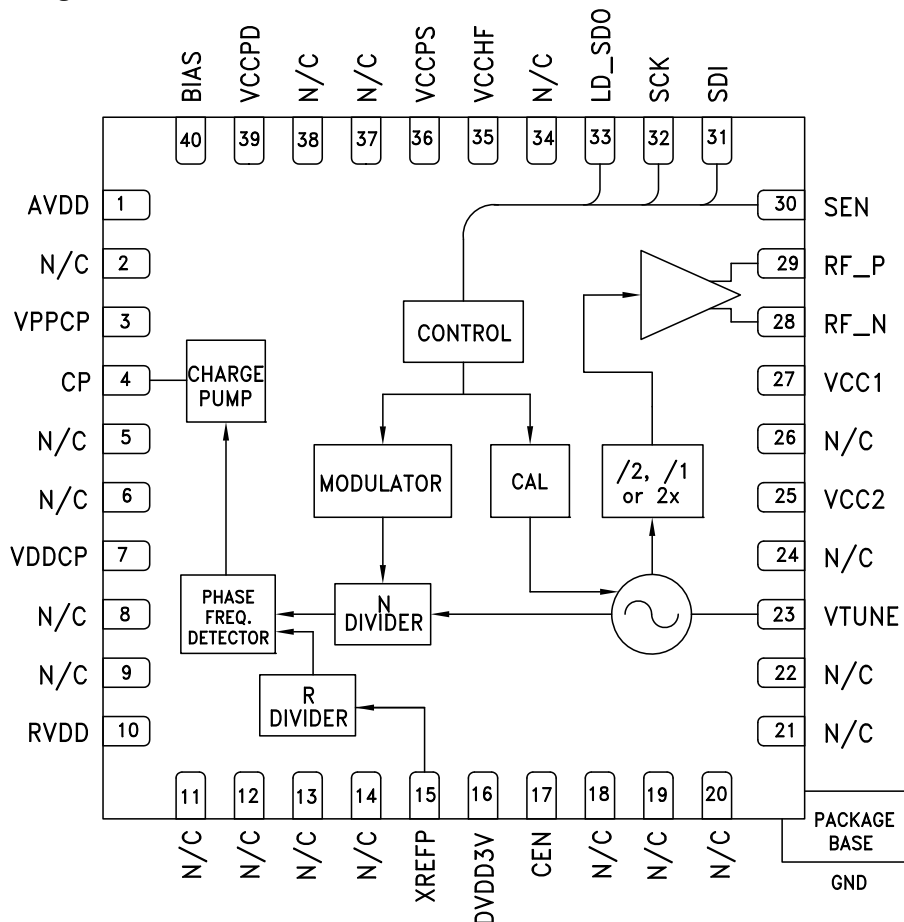 BIAS
VCCPD
N/C
N/C
VCCPS
VCCHF
N/C
LD_SDO
SCK
SDI
40
39
38
37
36
35
34
33
32
31
AVDD
1
N/C
2
VPPCP
3
CP
4
N/C
5
N/C
6
VDDCP
7
N/C
8
N/C
9
RVDD
10
30
SEN
29
RF_P
28
RF_N
27
VCC1
26
N/C
25
VCC2
24
N/C
23
VTUNE
22
N/C
21
N/C
CONTROL
CHARGE
PUMP
MODULATOR
CAL
/2, /1
or 2x
PHASE
FREQ.
DETECTOR
N
DIVIDER
R
DIVIDER
11
12
13
14
15
16
17
18
19
20
N/C
N/C
N/C
N/C
XREFP
DVDD3V
CEN
N/C
N/C
N/C
PACKAGE
BASE
GND